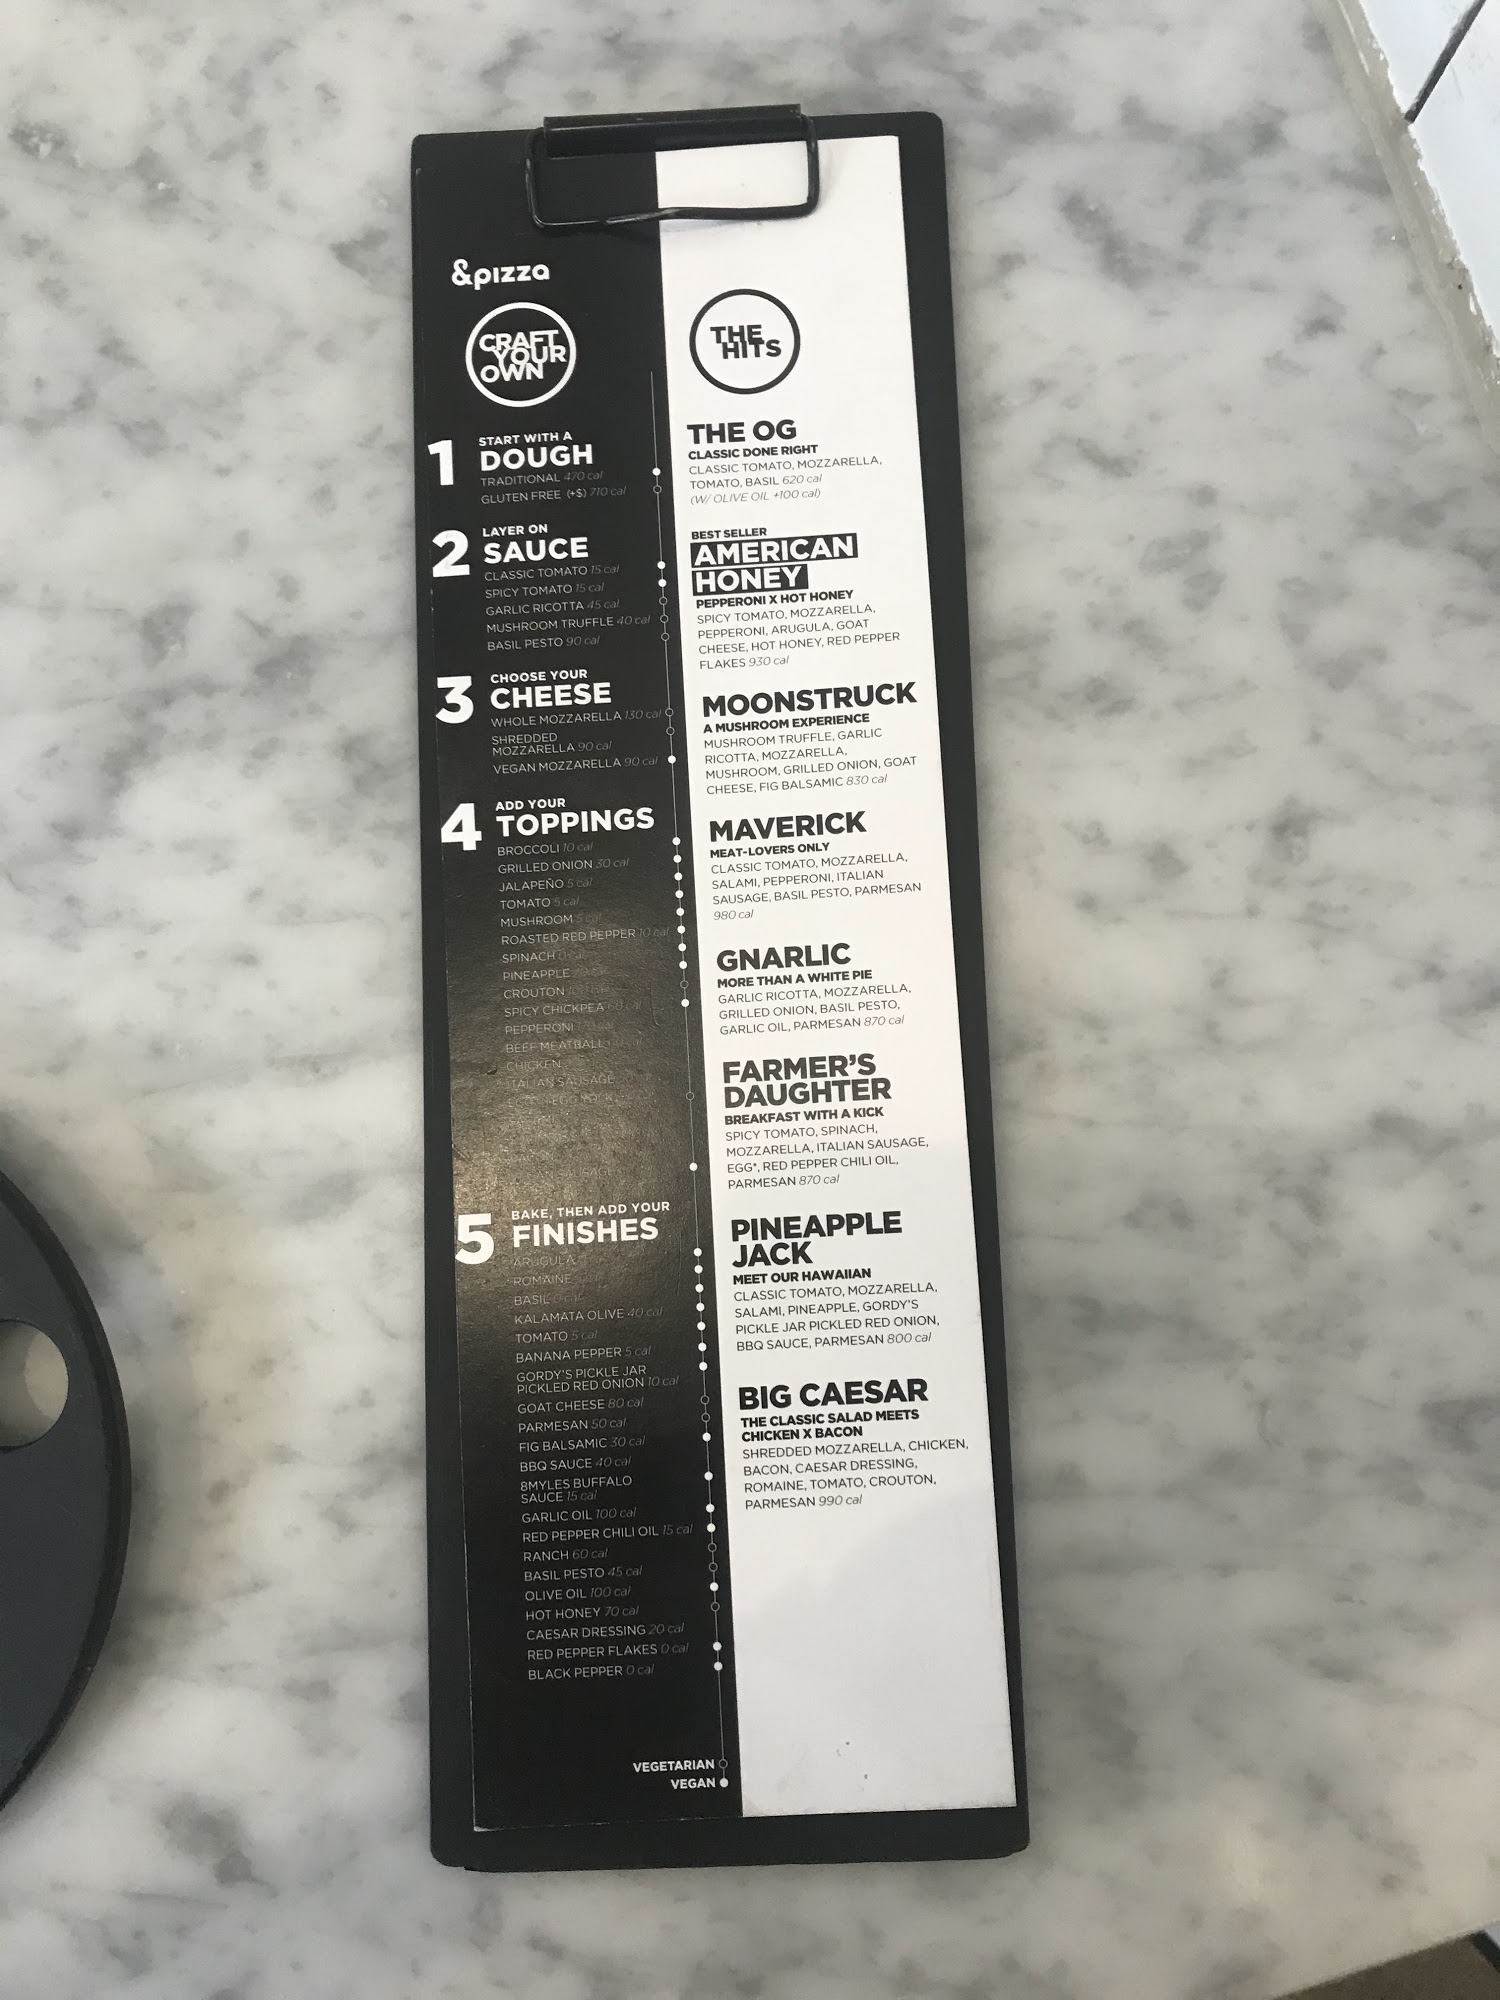 &pizza
CRAFT
YOUR
OWN
1
START WITH A
DOUGH
TRADITIONAL 470 cal
GLUTEN FREE (+$) 710 cal
2
LAYER ON
SAUCE
CLASSIC TOMATO 15 cal
SPICY TOMATO 15 cal
GARLIC RICOTTA 45 cal
MUSHROOM TRUFFLE 40 cal
BASIL PESTO 90 cal
3
CHOOSE YOUR
CHEESE
WHOLE MOZZARELLA 130 cal
SHREDDED
MOZZARELLA 90 cal
VEGAN MOZZARELLA 90 cal
4
ADD YOUR
TOPPINGS
BROCCOLI 10 cal
GRILLED ONION 30 cal
JALAPEÑO 5 cal
TOMATO 5 cal
MUSHROOM 5 cal
ROASTED RED PEPPER 10 cal
SPINACH 0 cal
PINEAPPLE
CROUTON
SPICY CHICKPEA 60 cal
PEPPERONI
BEEF MEATBALL
CHICKEN
ITALIAN SAUSAGE
SAUSAGE
5
BAKE, THEN ADD YOUR
FINISHES
ARUGULA
ROMAINE
BASIL 0 cal
KALAMATA OLIVE 40 cal
TOMATO 5 cal
BANANA PEPPER 5 cal
GORDY'S PICKLE JAR
PICKLED RED ONION 10 cal
GOAT CHEESE 80 cal
PARMESAN 50 cal
FIG BALSAMIC 30 cal
BBQ SAUCE 40 cal
8MYLES BUFFALO
SAUCE 15 cal
GARLIC OIL 100 cal
RED PEPPER CHILI OIL 15 cal
RANCH 60 cal
BASIL PESTO 45 cal
OLIVE OIL 100 cal
HOT HONEY 70 cal
CAESAR DRESSING 20 cal
RED PEPPER FLAKES 0 cal
BLACK PEPPER 0 cal
VEGETARIAN
VEGAN
THE
HITS
THE OG
CLASSIC DONE RIGHT
CLASSIC TOMATO, MOZZARELLA,
TOMATO, BASIL 620 cal
(W/ OLIVE OIL +100 cal)
BEST SELLER
AMERICAN
HONEY
PEPPERONI X HOT HONEY
SPICY TOMATO, MOZZARELLA,
PEPPERONI, ARUGULA, GOAT
CHEESE, HOT HONEY, RED PEPPER
FLAKES 930 cal
MOONSTRUCK
A MUSHROOM EXPERIENCE
MUSHROOM TRUFFLE, GARLIC
RICOTTA, MOZZARELLA,
MUSHROOM, GRILLED ONION, GOAT
CHEESE, FIG BALSAMIC 830 cal
MAVERICK
MEAT-LOVERS ONLY
CLASSIC TOMATO, MOZZARELLA,
SALAMI, PEPPERONI, ITALIAN
SAUSAGE, BASIL PESTO, PARMESAN
980 cal
GNARLIC
MORE THAN A WHITE PIE
GARLIC RICOTTA, MOZZARELLA,
GRILLED ONION, BASIL PESTO,
GARLIC OIL, PARMESAN 870 cal
FARMER'S
DAUGHTER
BREAKFAST WITH A KICK
SPICY TOMATO, SPINACH,
MOZZARELLA, ITALIAN SAUSAGE,
EGG*, RED PEPPER CHILI OIL,
PARMESAN 870 cal
PINEAPPLE
JACK
MEET OUR HAWAIIAN
CLASSIC TOMATO, MOZZARELLA,
SALAMI, PINEAPPLE, GORDY'S
PICKLE JAR PICKLED RED ONION,
BBQ SAUCE, PARMESAN 800 cal
BIG CAESAR
THE CLASSIC SALAD MEETS
CHICKEN X BACON
SHREDDED MOZZARELLA, CHICKEN,
BACON, CAESAR DRESSING,
ROMAINE, TOMATO, CROUTON,
PARMESAN 990 cal